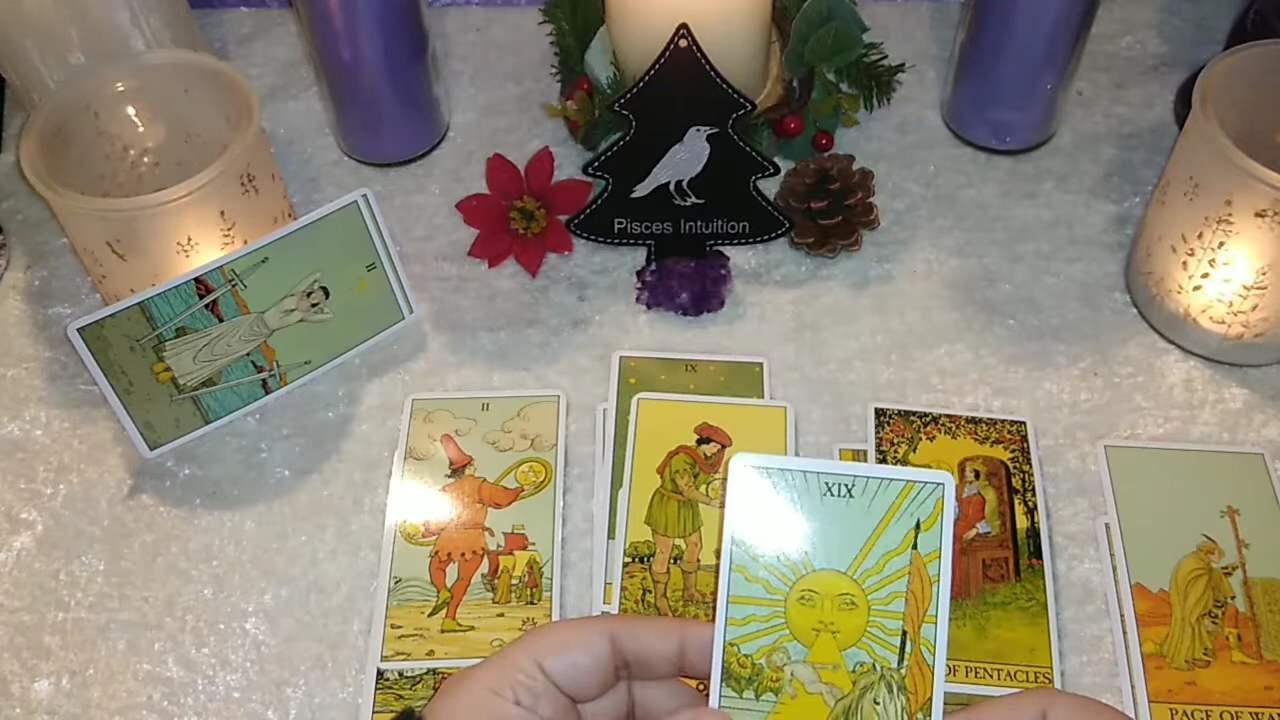 Pisces Intuition
II
IX
II
XIX
OF PENTACLES
PAGE OF WA